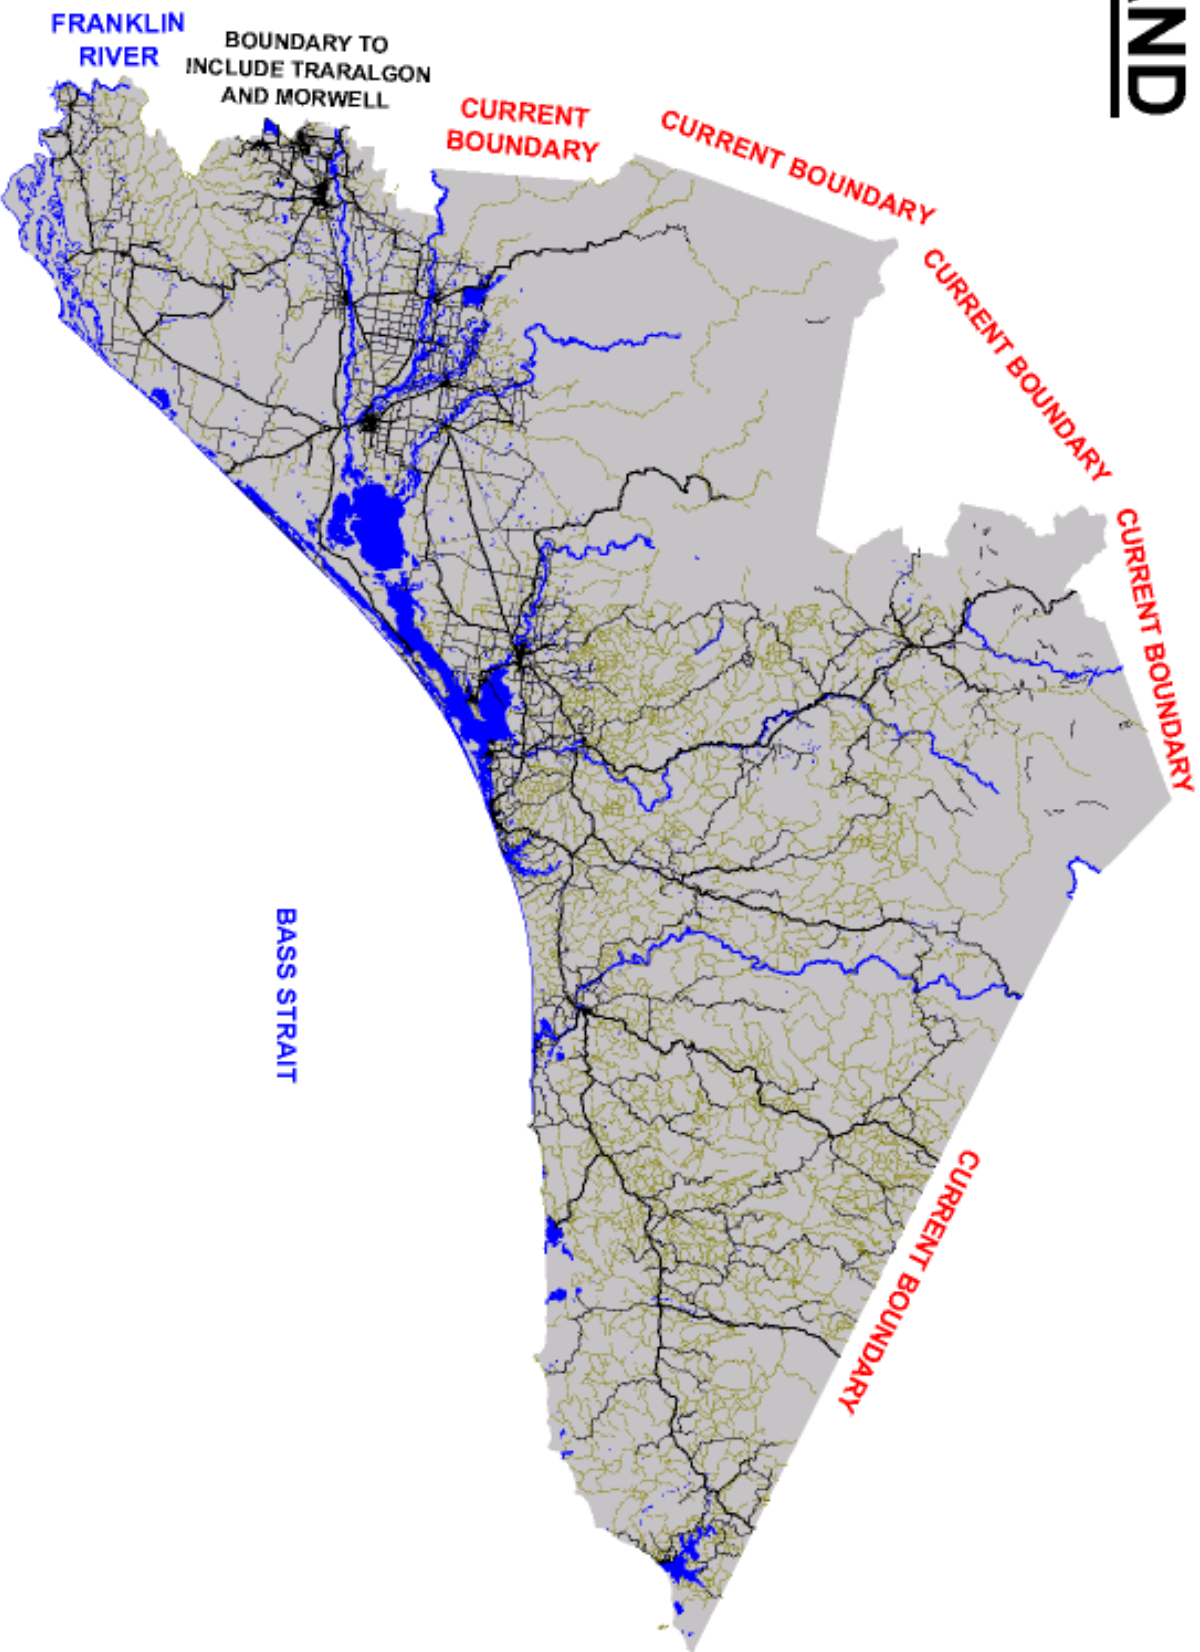 AND
FRANKLIN
RIVER
BOUNDARY TO
INCLUDE TRARALGON
AND MORWELL
CURRENT
BOUNDARY
CURRENT BOUNDARY
CURRENT BOUNDARY
CURRENT BOUNDARY
CURRENT BOUNDARY
BASS STRAIT